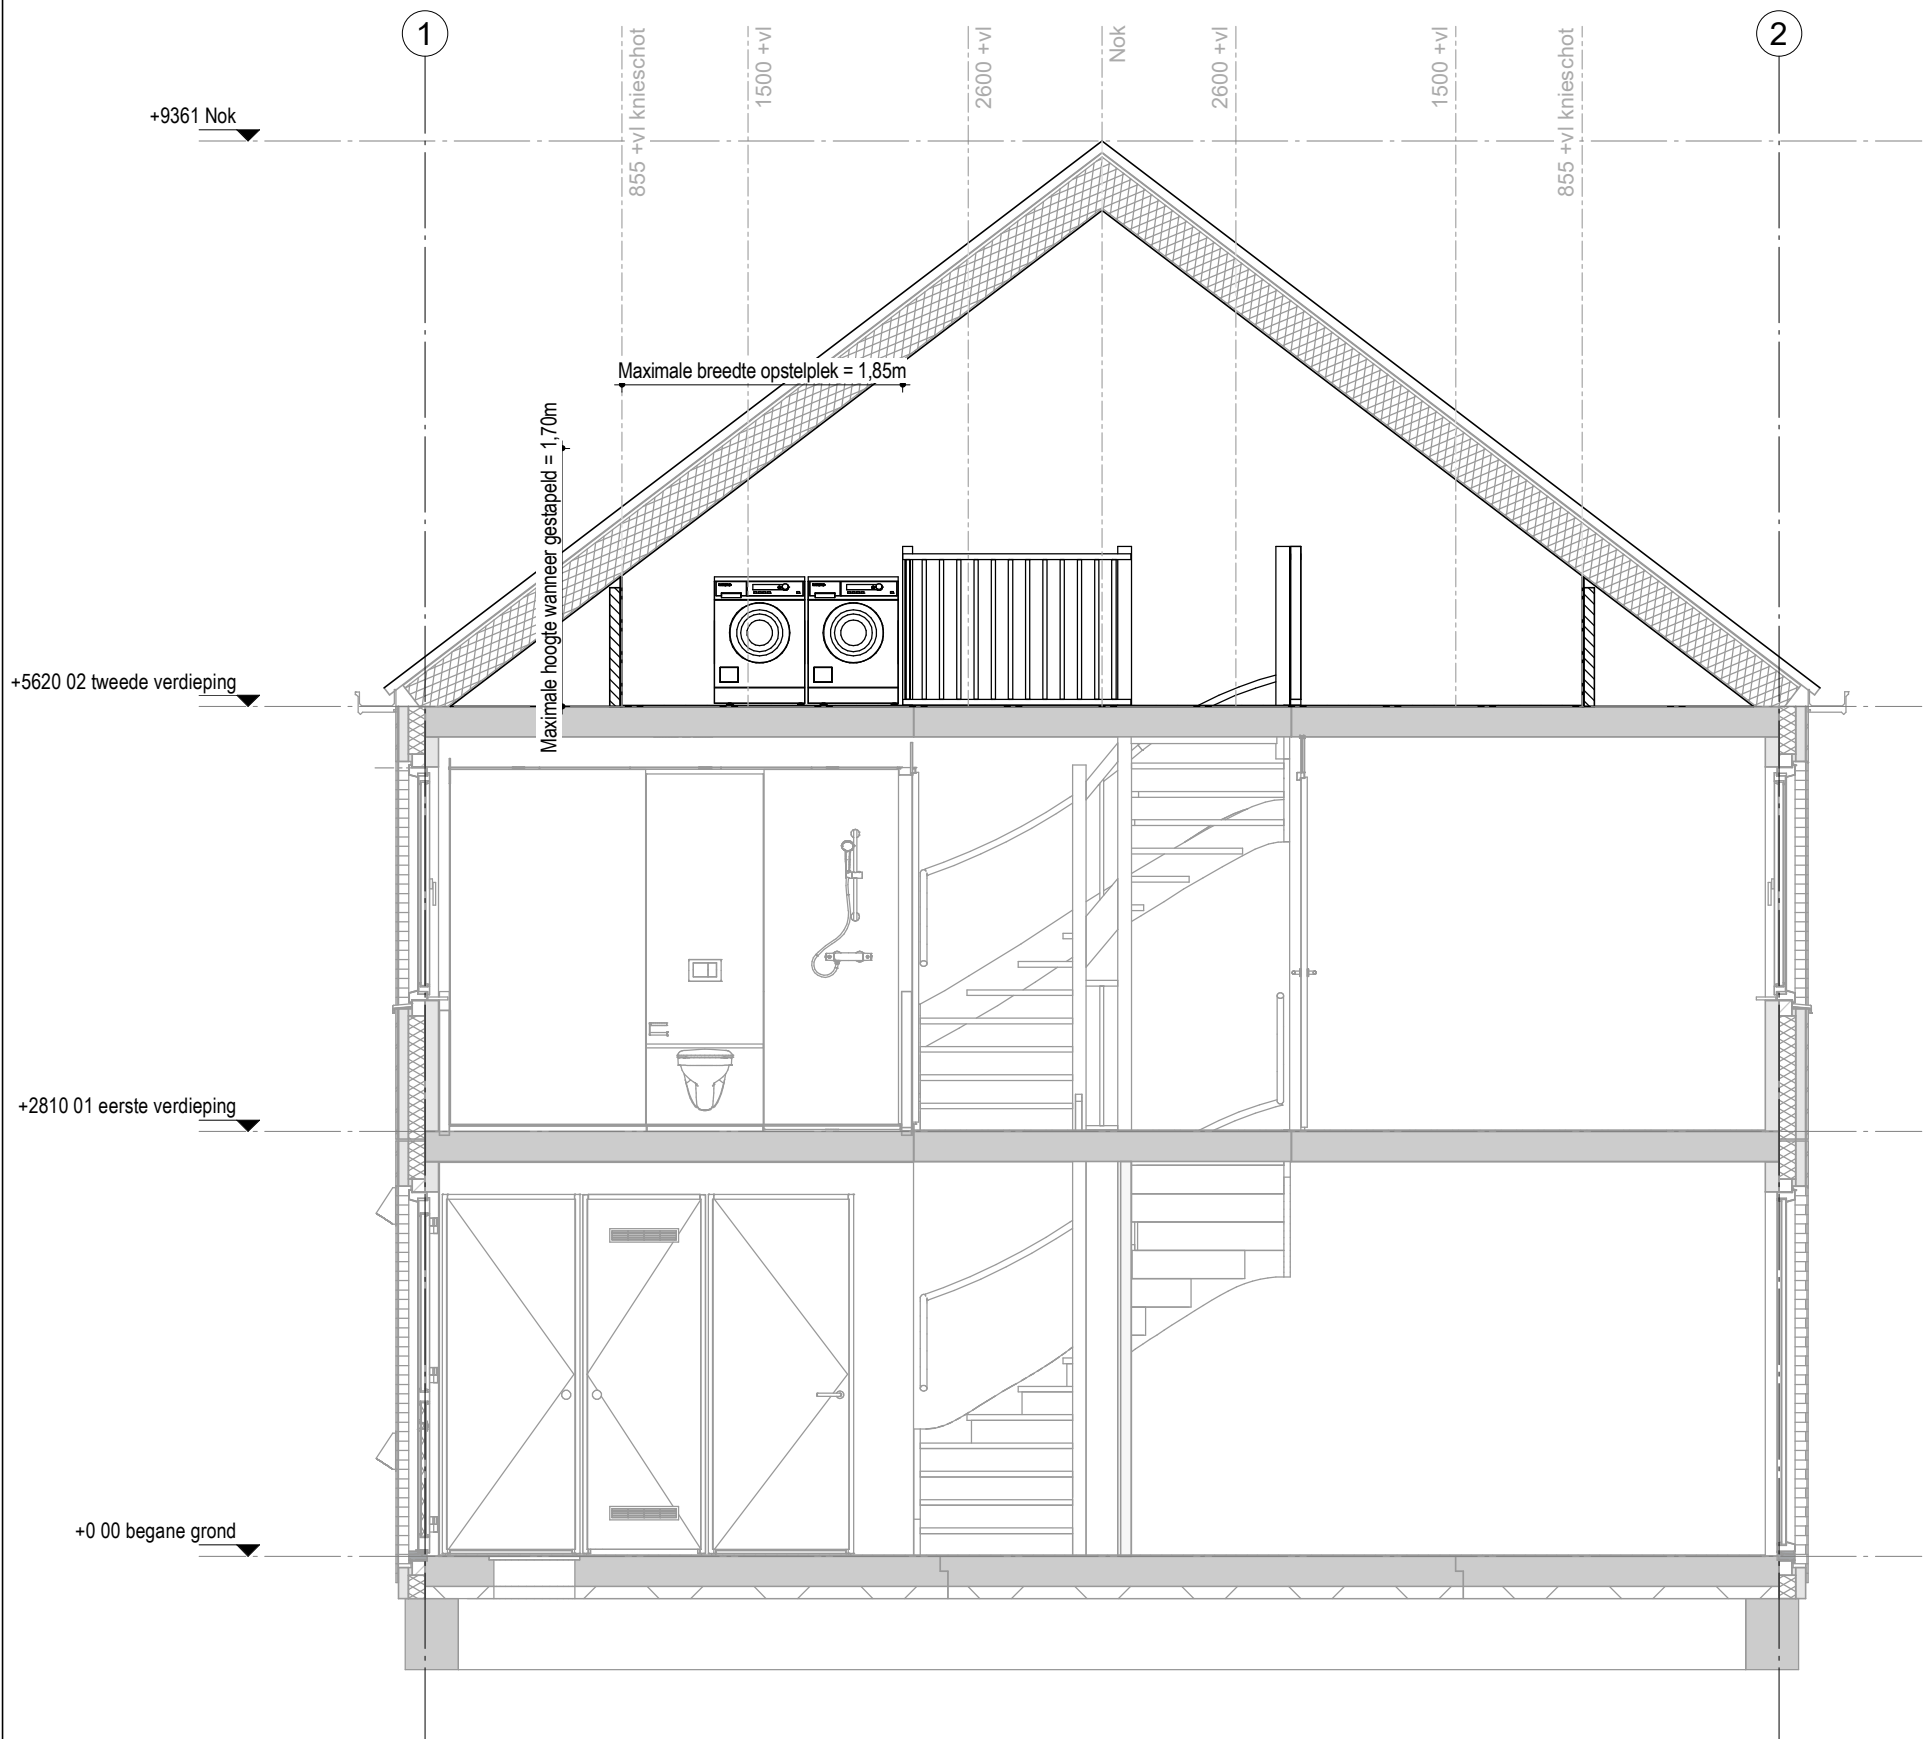 1
2
855 +vl knieschot
1500 +vl
2600 +vl
Nok
2600 +vl
1500 +vl
855 +vl knieschot
+9361 Nok
Maximale breedte opstelplek = 1,85m
Maximale hoogte wanneer gestapeld = 1,70m
+5620 02 tweede verdieping
+2810 01 eerste verdieping
+0 00 begane grond